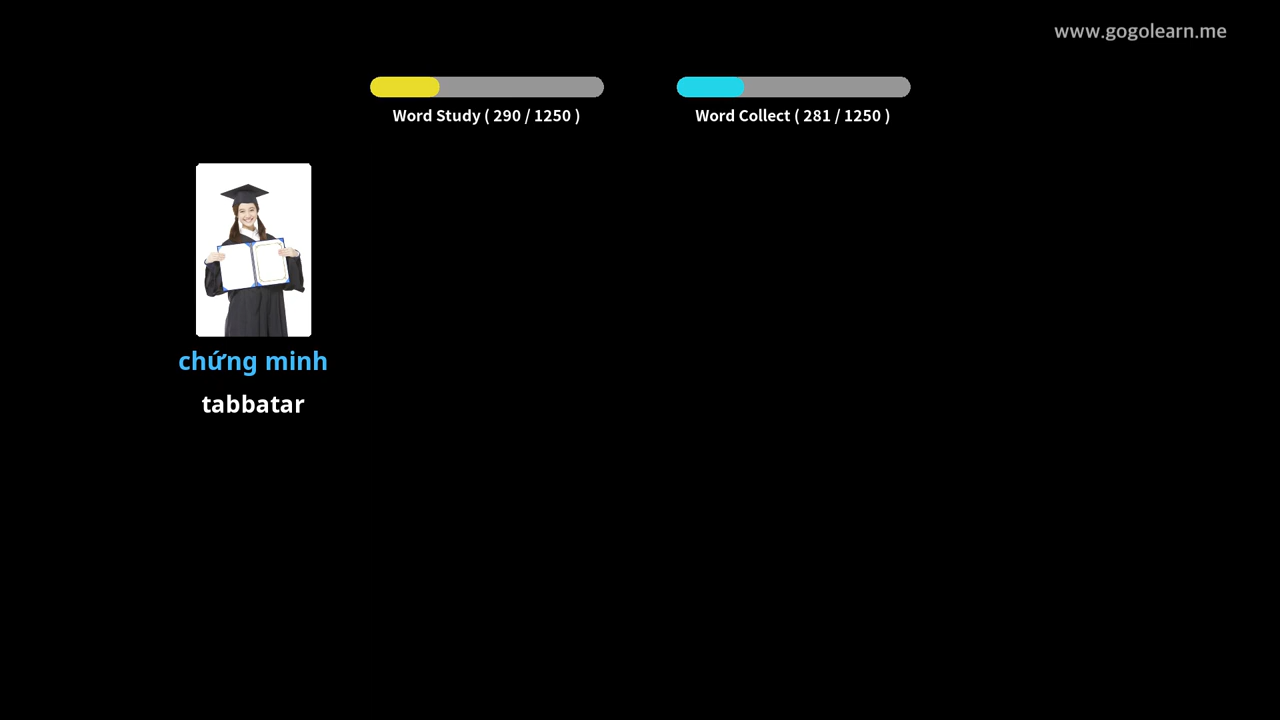 www.gogolearn.me
Word Study ( 290 / 1250 )
Word Collect ( 281 / 1250 )
chứng minh
tabbatar